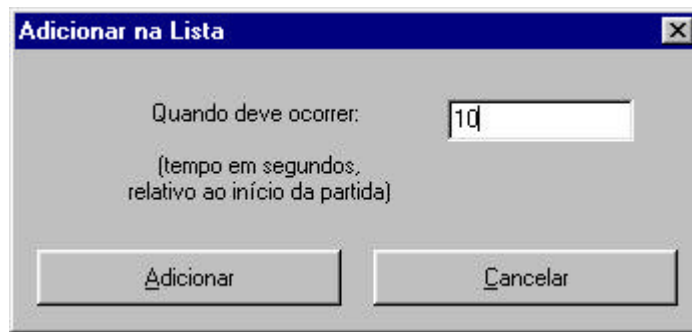 Adicionar na Lista
Quando deve ocorrer:
10
(tempo em segundos,
relativo ao início da partida)
Adicionar
Cancelar